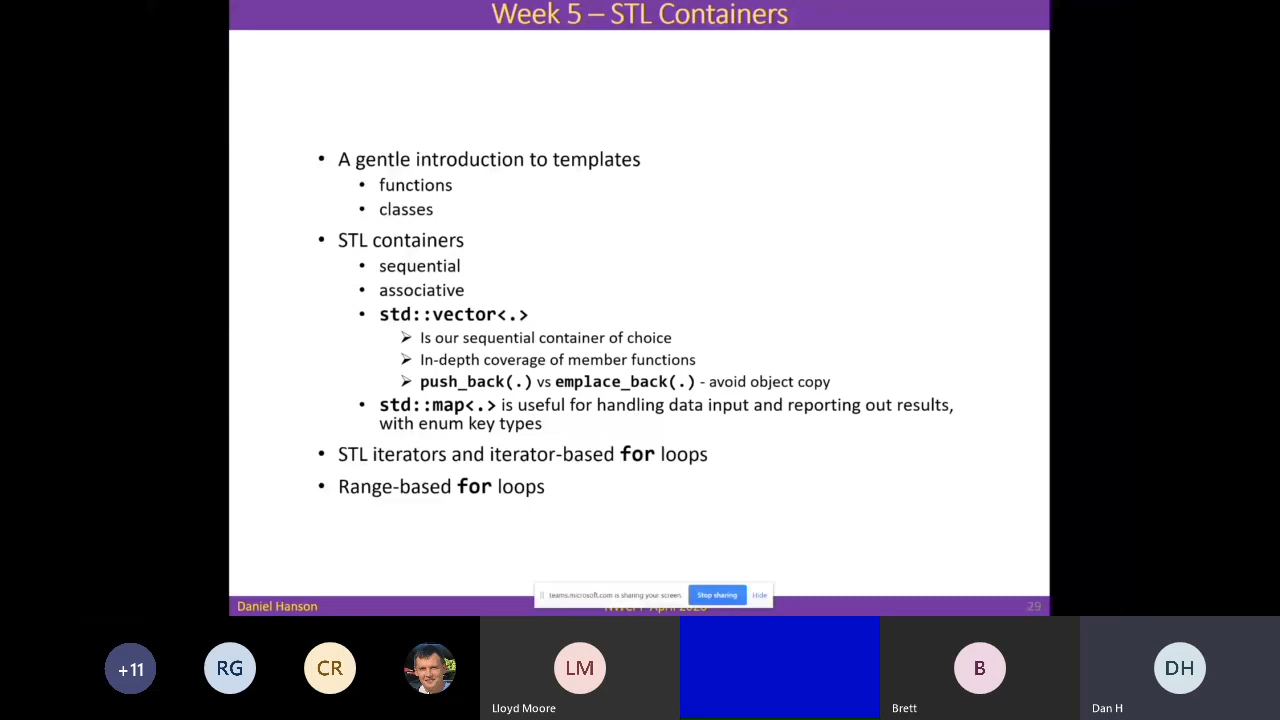 Week 5 – STL Containers
• A gentle introduction to templates
• functions
• classes
• STL containers
• sequential
• associative
• std::vector<.>
➢ Is our sequential container of choice
➢ In-depth coverage of member functions
➢ push_back(.) vs emplace_back(.) - avoid object copy
• std::map<.> is useful for handling data input and reporting out results,
with enum key types
• STL iterators and iterator-based for loops
• Range-based for loops
teams.microsoft.com is sharing your screen. Stop sharing Hide
Daniel Hanson
29
+11 RG CR LM B DH
Lloyd Moore Brett Dan H